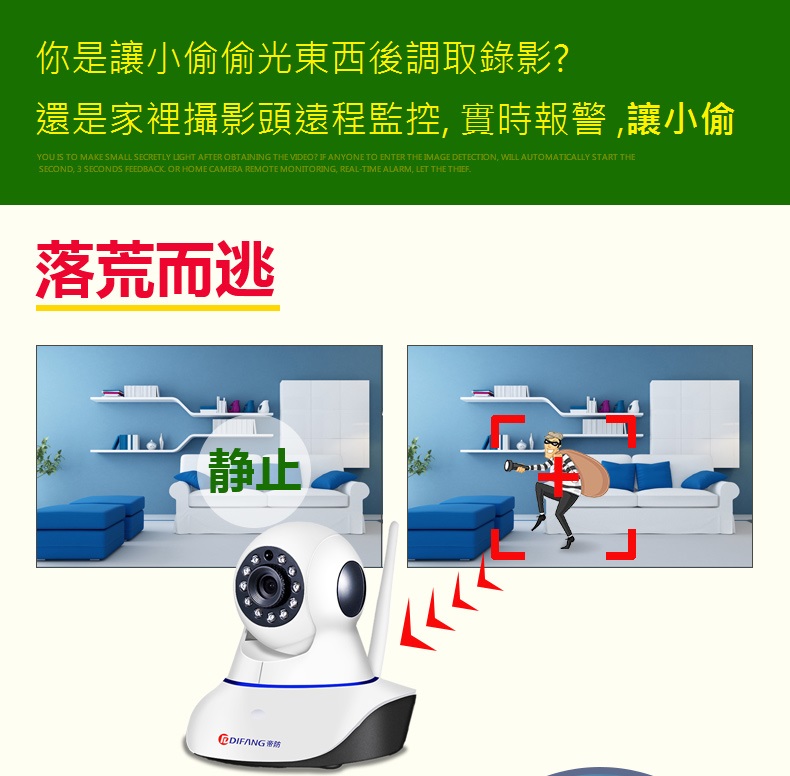 你是讓小偷偷光東西後調取錄影?
還是家裡攝影頭遠程監控, 實時報警 ,讓小偷
YOU IS TO MAKE SMALL SECRETLY LIGHT AFTER OBTAINING THE VIDEO? IF ANYONE TO ENTER THE IMAGE DETECTION, WILL AUTOMATICALLY START THE
SECOND, 3 SECONDS FEEDBACK. OR HOME CAMERA REMOTE MONITORING, REAL-TIME ALARM, LET THE THIEF.
落荒而逃
静止
DIFANG 帝防